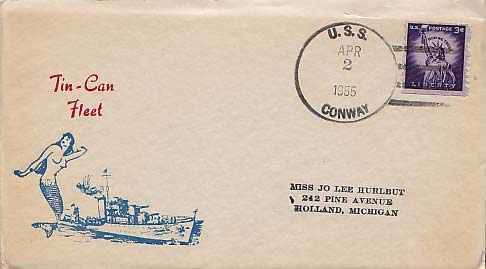 Tin-Can
Fleet
U.S.S.
APR
2
1955
CONWAY
U.S. POSTAGE 3¢
LIBERTY
MISS JO LEE HURLBUT
242 PINE AVENUE
HOLLAND, MICHIGAN